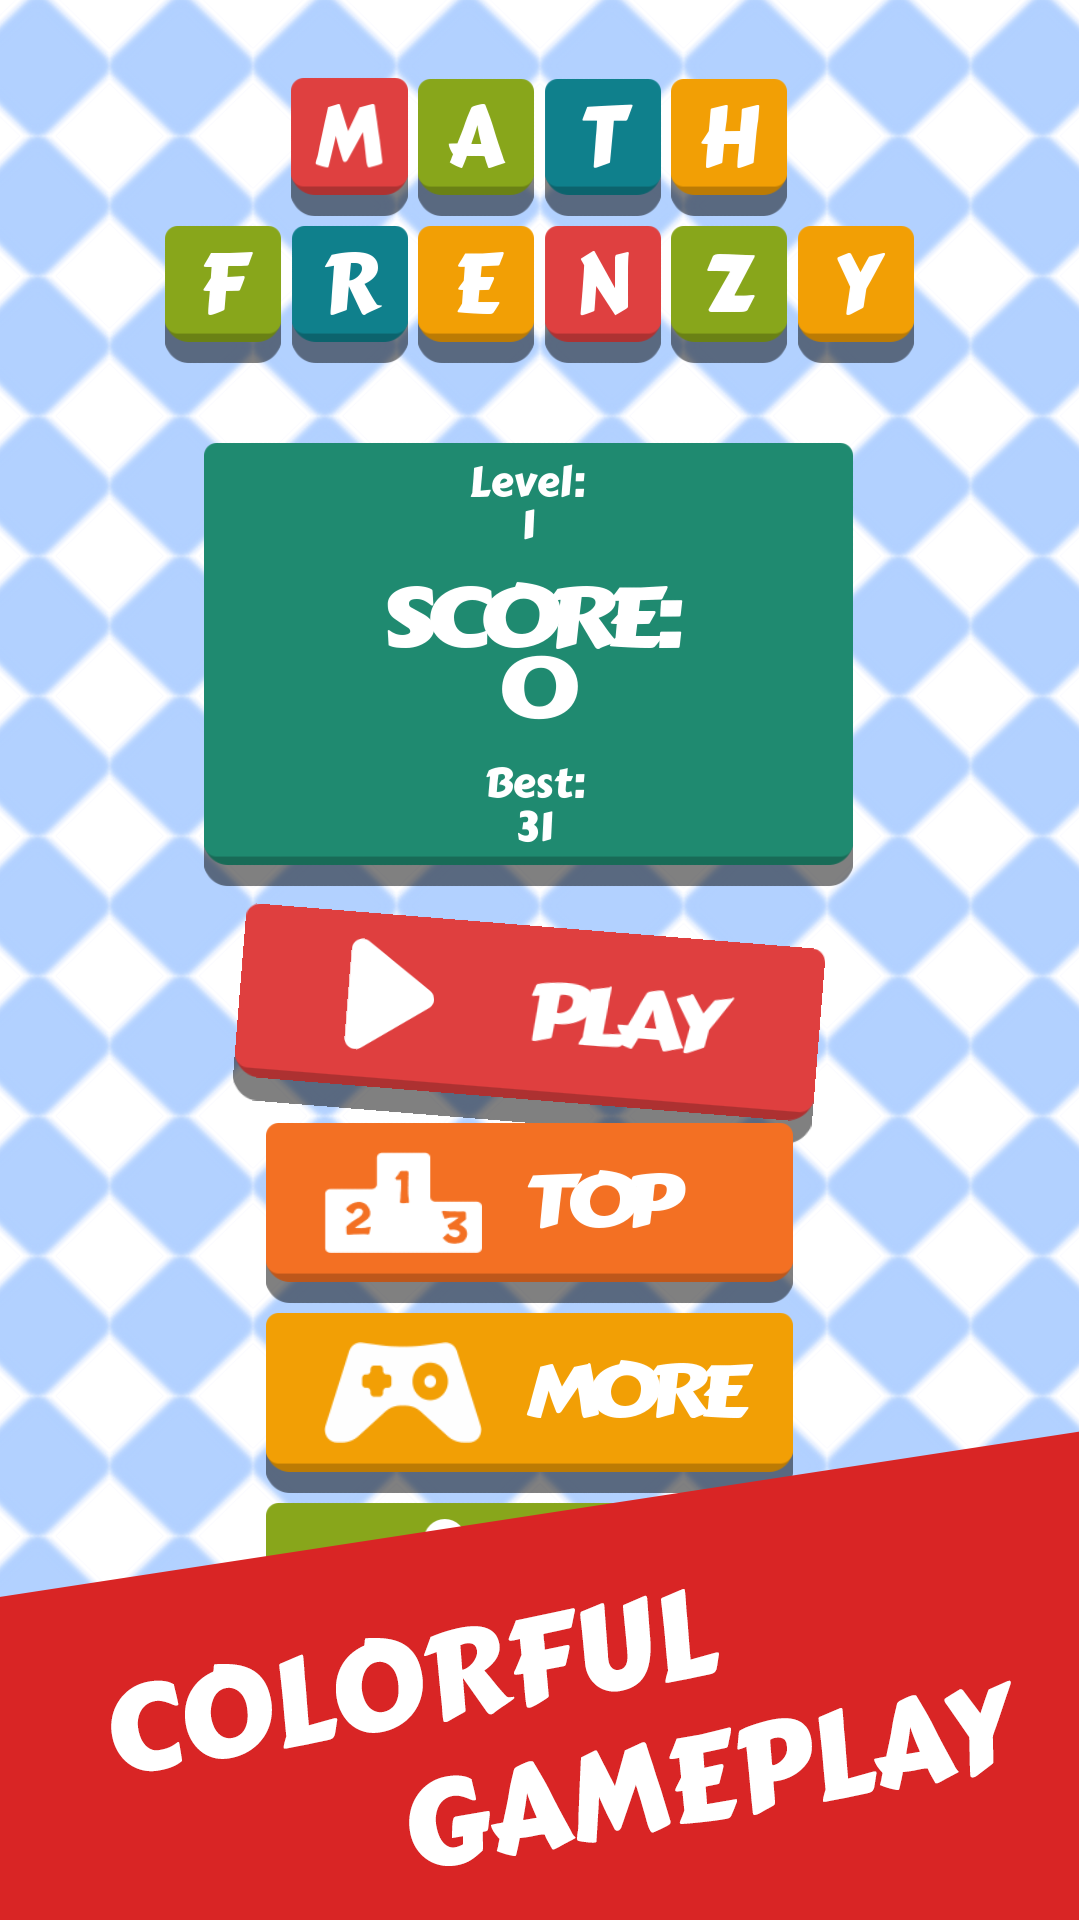 MATH
FRENZY
Level:
1
SCORE:
0
Best:
31
PLAY
1
2 3
TOP
MORE
COLORFUL
GAMEPLAY